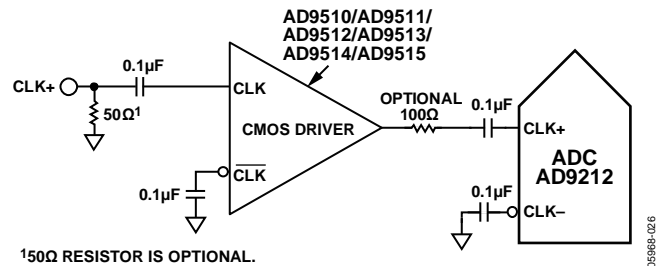 AD9510/AD9511/
AD9512/AD9513/
AD9514/AD9515
0.1µF
CLK+
CLK
50Ω¹
CMOS DRIVER
OPTIONAL
100Ω
0.1µF
CLK+
ADC
AD9212
0.1µF
CLK
0.1µF
CLK–
¹50Ω RESISTOR IS OPTIONAL.
05968-026